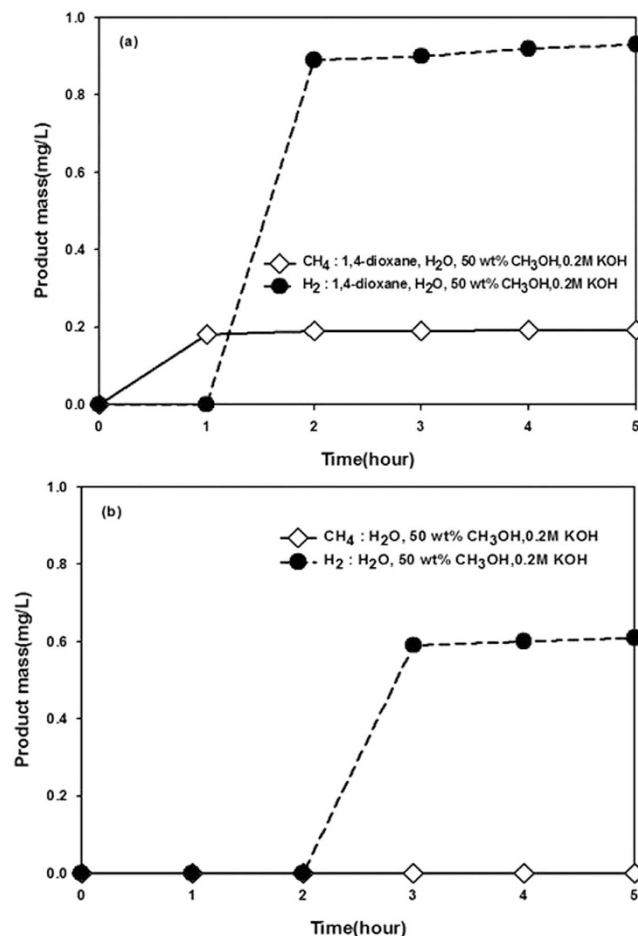 (a)
1.0
0.8
0.6
0.4
0.2
0.0
Product mass(mg/L)
CH4 : 1,4-dioxane, H2O, 50 wt% CH3OH,0.2M KOH
H2 : 1,4-dioxane, H2O, 50 wt% CH3OH,0.2M KOH
0 1 2 3 4 5
Time(hour)
(b)
1.0
0.8
0.6
0.4
0.2
0.0
Product mass(mg/L)
CH4 : H2O, 50 wt% CH3OH,0.2M KOH
H2 : H2O, 50 wt% CH3OH,0.2M KOH
0 1 2 3 4 5
Time(hour)